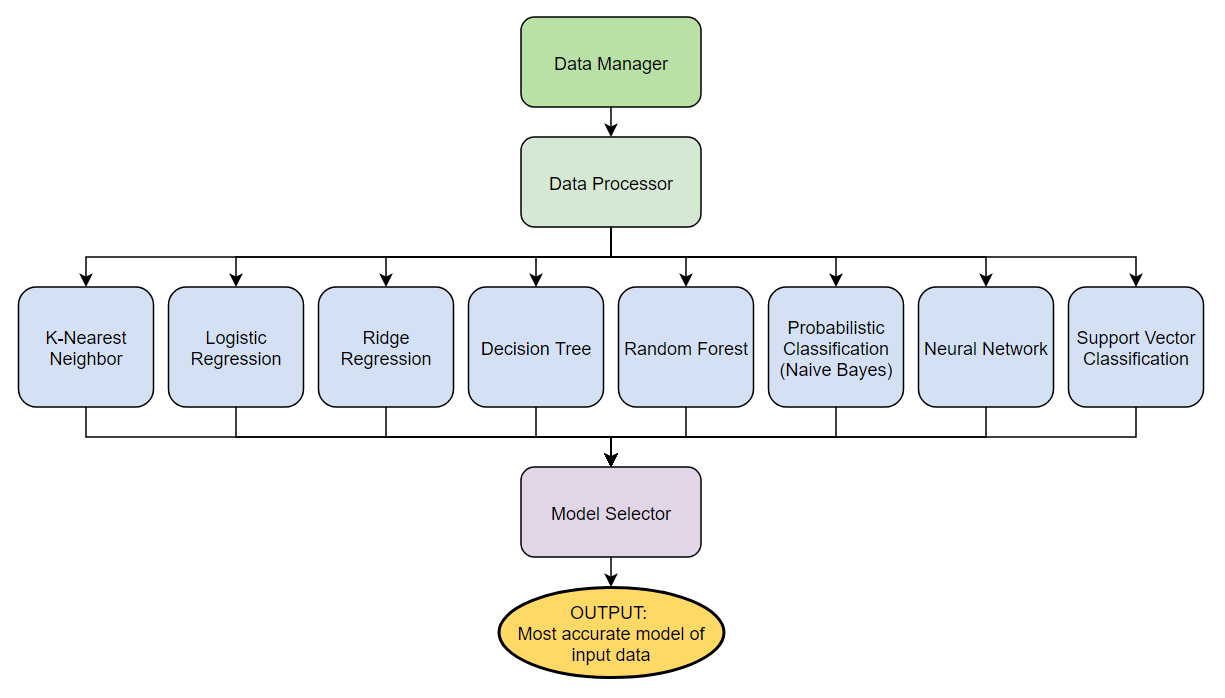 Data Manager
Data Processor
K-Nearest
Neighbor
Logistic
Regression
Ridge
Regression
Decision Tree
Random Forest
Probabilistic
Classification
(Naive Bayes)
Neural Network
Support Vector
Classification
Model Selector
OUTPUT:
Most accurate model of
input data